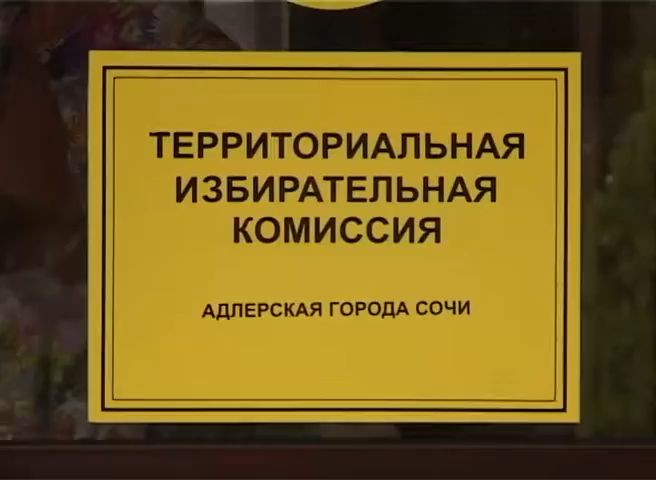 ТЕРРИТОРИАЛЬНАЯ
ИЗБИРАТЕЛЬНАЯ
КОМИССИЯ
АДЛЕРСКАЯ ГОРОДА СОЧИ